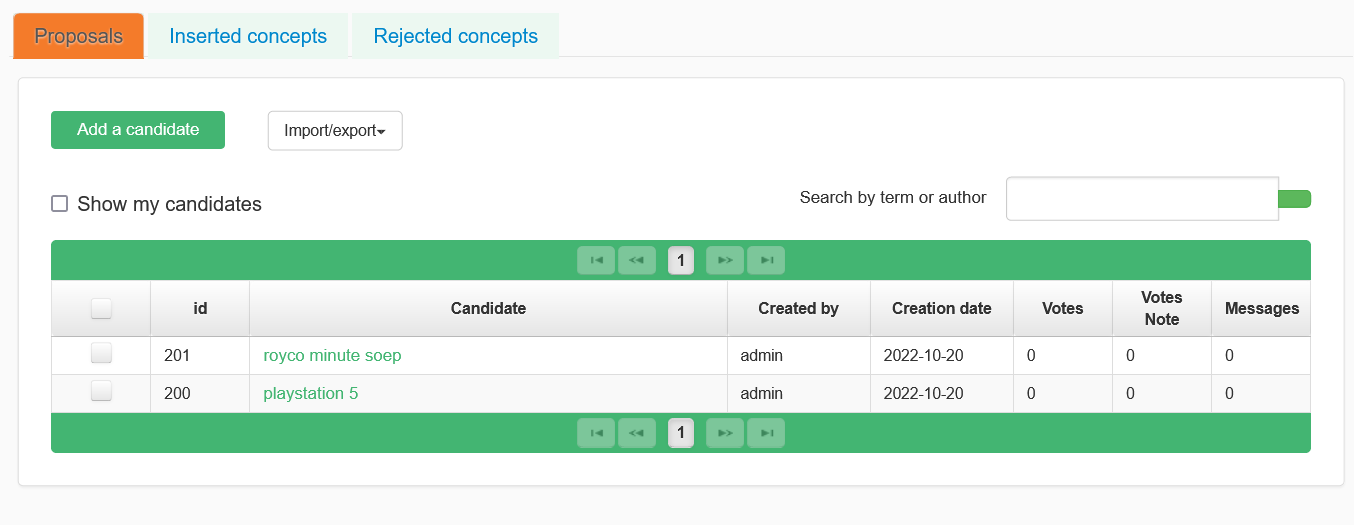 Proposals Inserted concepts Rejected concepts
Add a candidate Import/export
Show my candidates Search by term or author
1
id Candidate Created by Creation date Votes Votes Note Messages
201 royco minute soep admin 2022-10-20 0 0 0
200 playstation 5 admin 2022-10-20 0 0 0
1